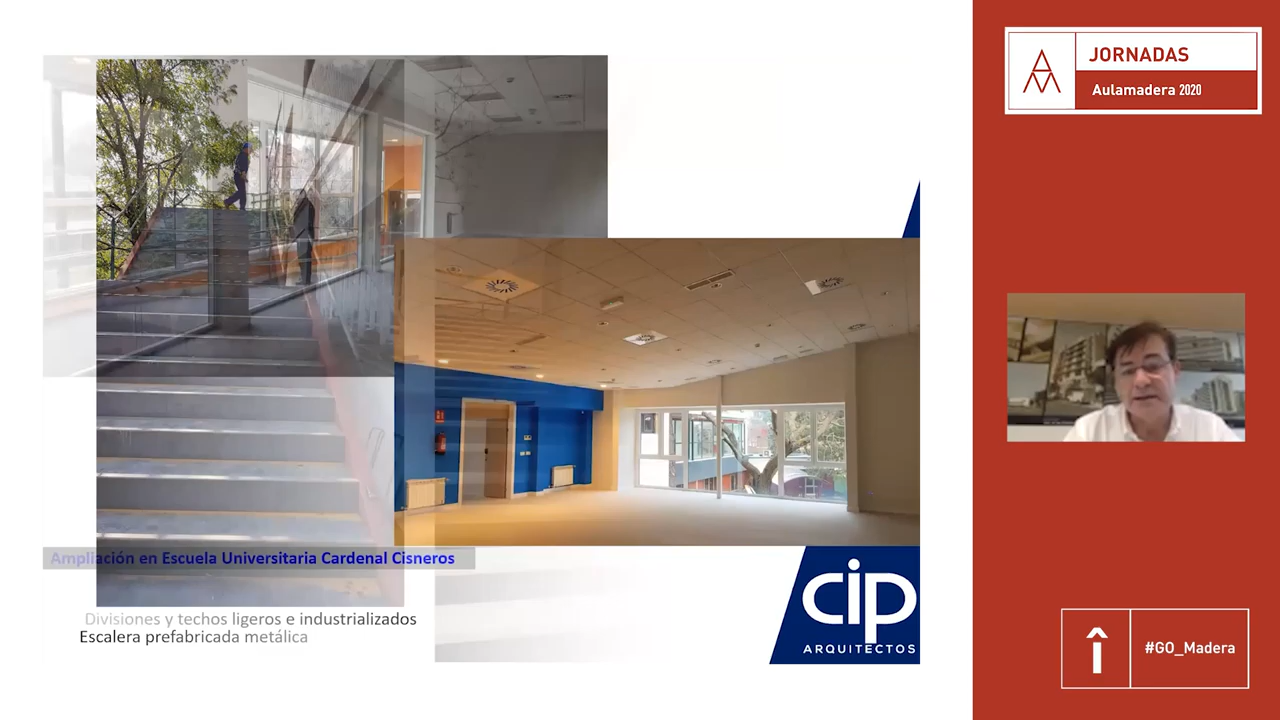 JORNADAS
Aulamadera 2020
Ampliación en Escuela Universitaria Cardenal Cisneros
Divisiones y techos ligeros e industrializados
Escalera prefabricada metálica
cip
ARQUITECTOS
#GO_Madera